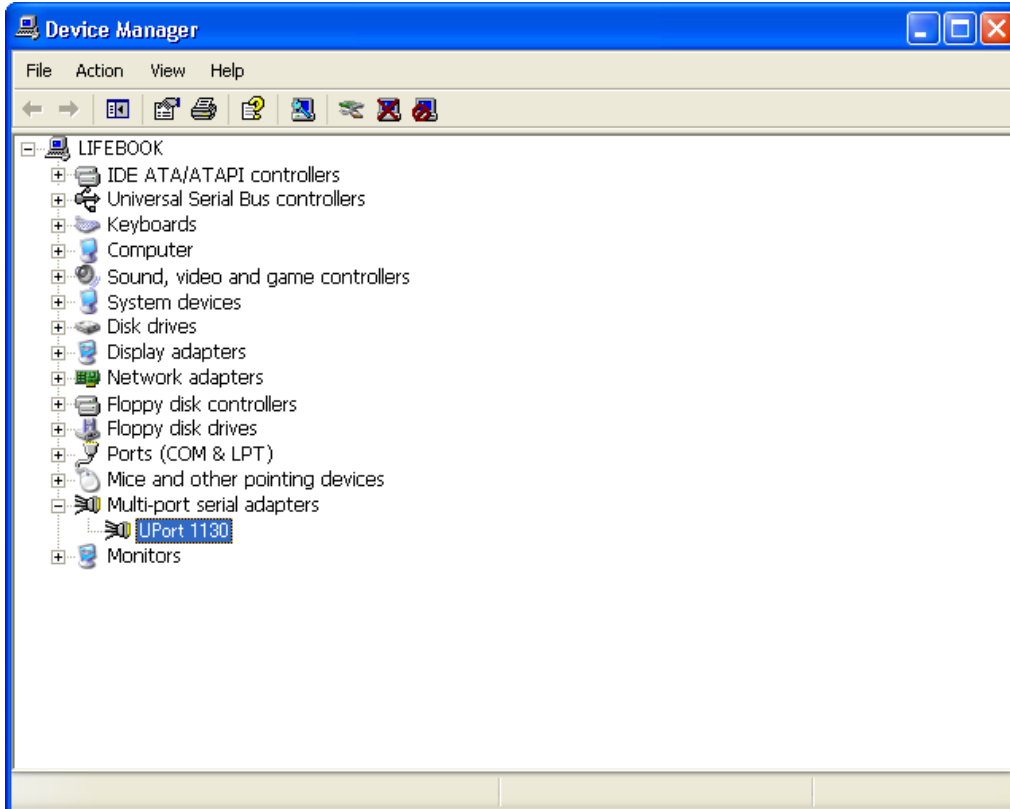 Device Manager
File Action View Help
LIFEBOOK
IDE ATA/ATAPI controllers
Universal Serial Bus controllers
Keyboards
Computer
Sound, video and game controllers
System devices
Disk drives
Display adapters
Network adapters
Floppy disk controllers
Floppy disk drives
Ports (COM & LPT)
Mice and other pointing devices
Multi-port serial adapters
UPort 1130
Monitors